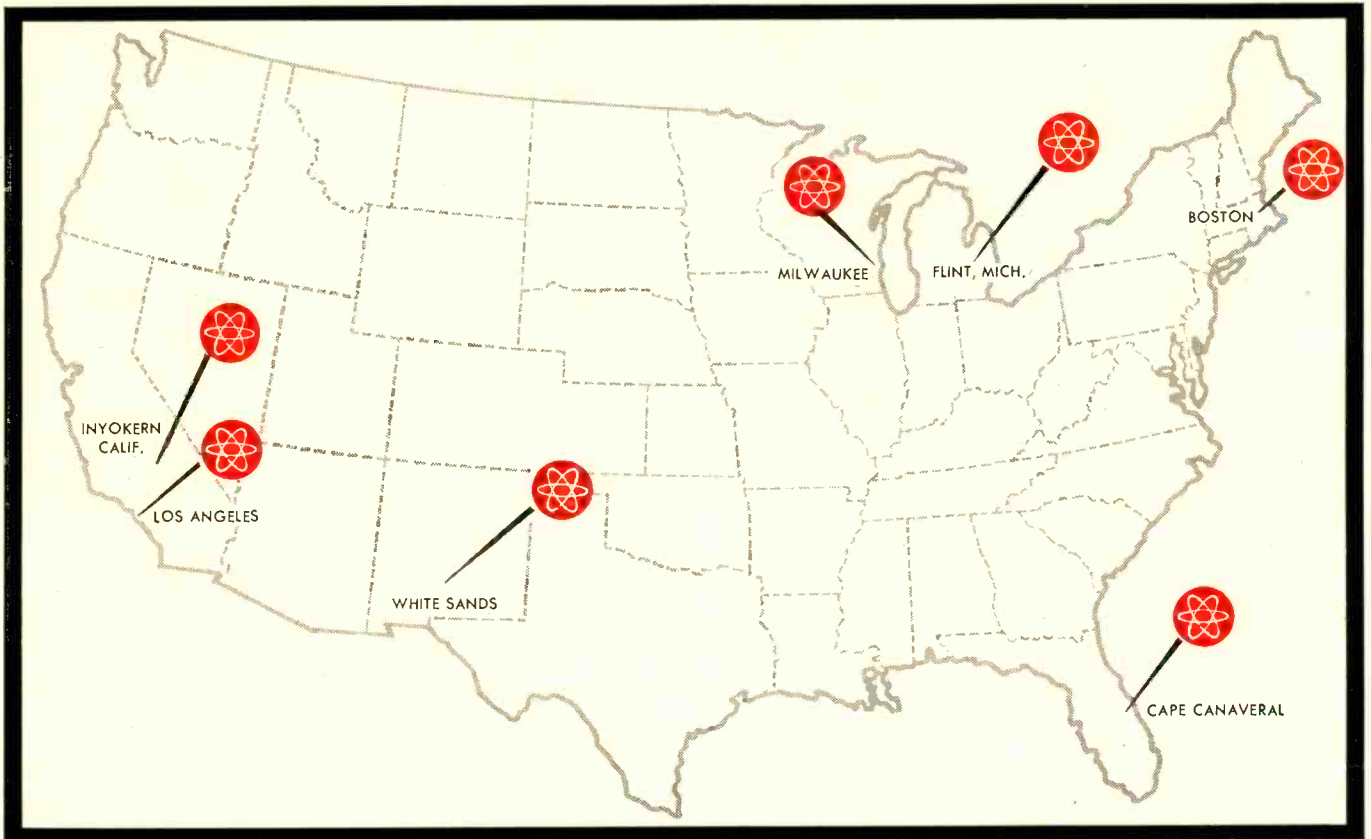 BOSTON
MILWAUKEE
FLINT, MICH.
INYOKERN
CALIF.
LOS ANGELES
WHITE SANDS
CAPE CANAVERAL